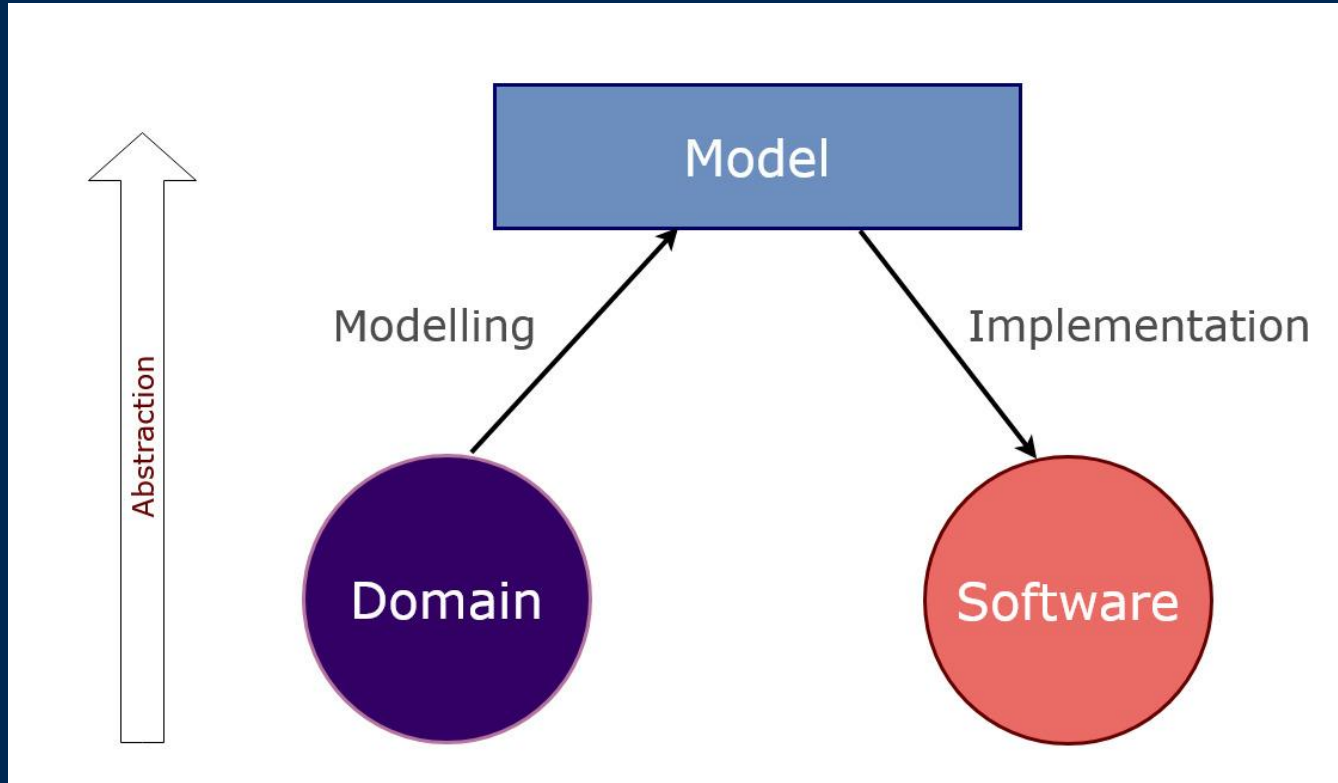 Model
Modelling
Implementation
Abstraction
Domain
Software